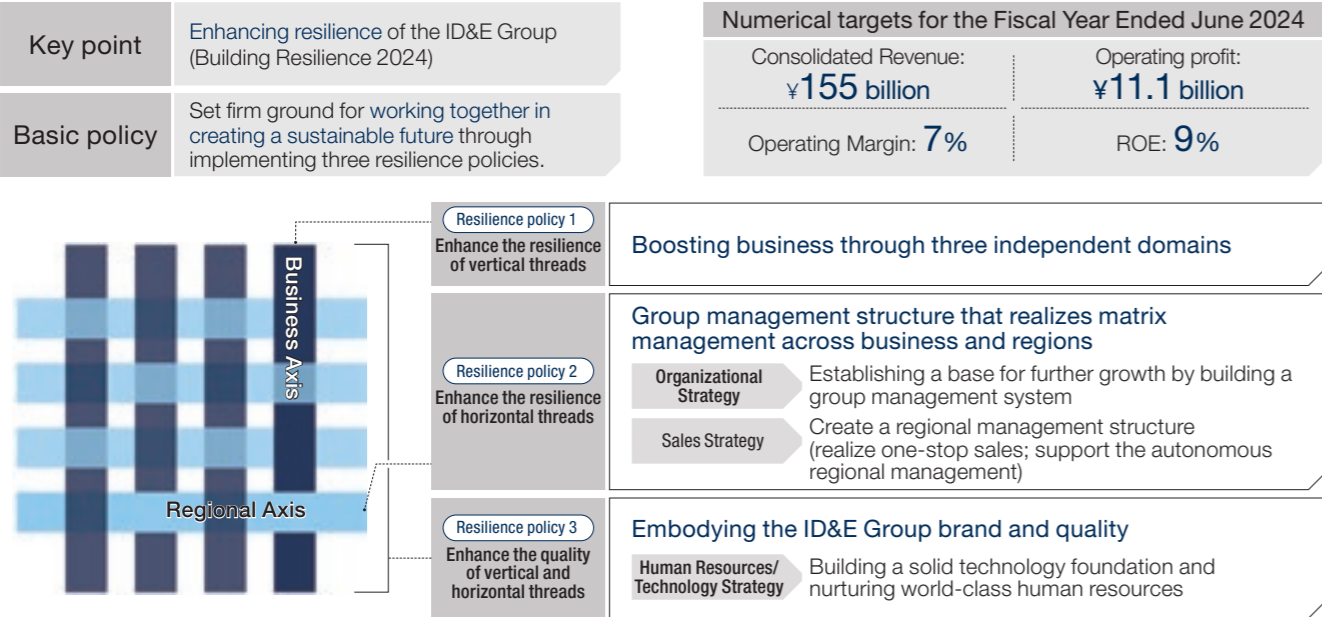 Key point
Enhancing resilience of the ID&E Group
(Building Resilience 2024)
Basic policy
Set firm ground for working together in
creating a sustainable future through
implementing three resilience policies.
Numerical targets for the Fiscal Year Ended June 2024
Consolidated Revenue:
¥155 billion
Operating profit:
¥11.1 billion
Operating Margin: 7%
ROE: 9%
Business Axis
Regional Axis
Resilience policy 1
Enhance the resilience
of vertical threads
Boosting business through three independent domains
Resilience policy 2
Enhance the resilience
of horizontal threads
Group management structure that realizes matrix
management across business and regions
Organizational
Strategy
Establishing a base for further growth by building a
group management system
Sales Strategy
Create a regional management structure
(realize one-stop sales; support the autonomous
regional management)
Resilience policy 3
Enhance the quality
of vertical and
horizontal threads
Embodying the ID&E Group brand and quality
Human Resources/
Technology Strategy
Building a solid technology foundation and
nurturing world-class human resources